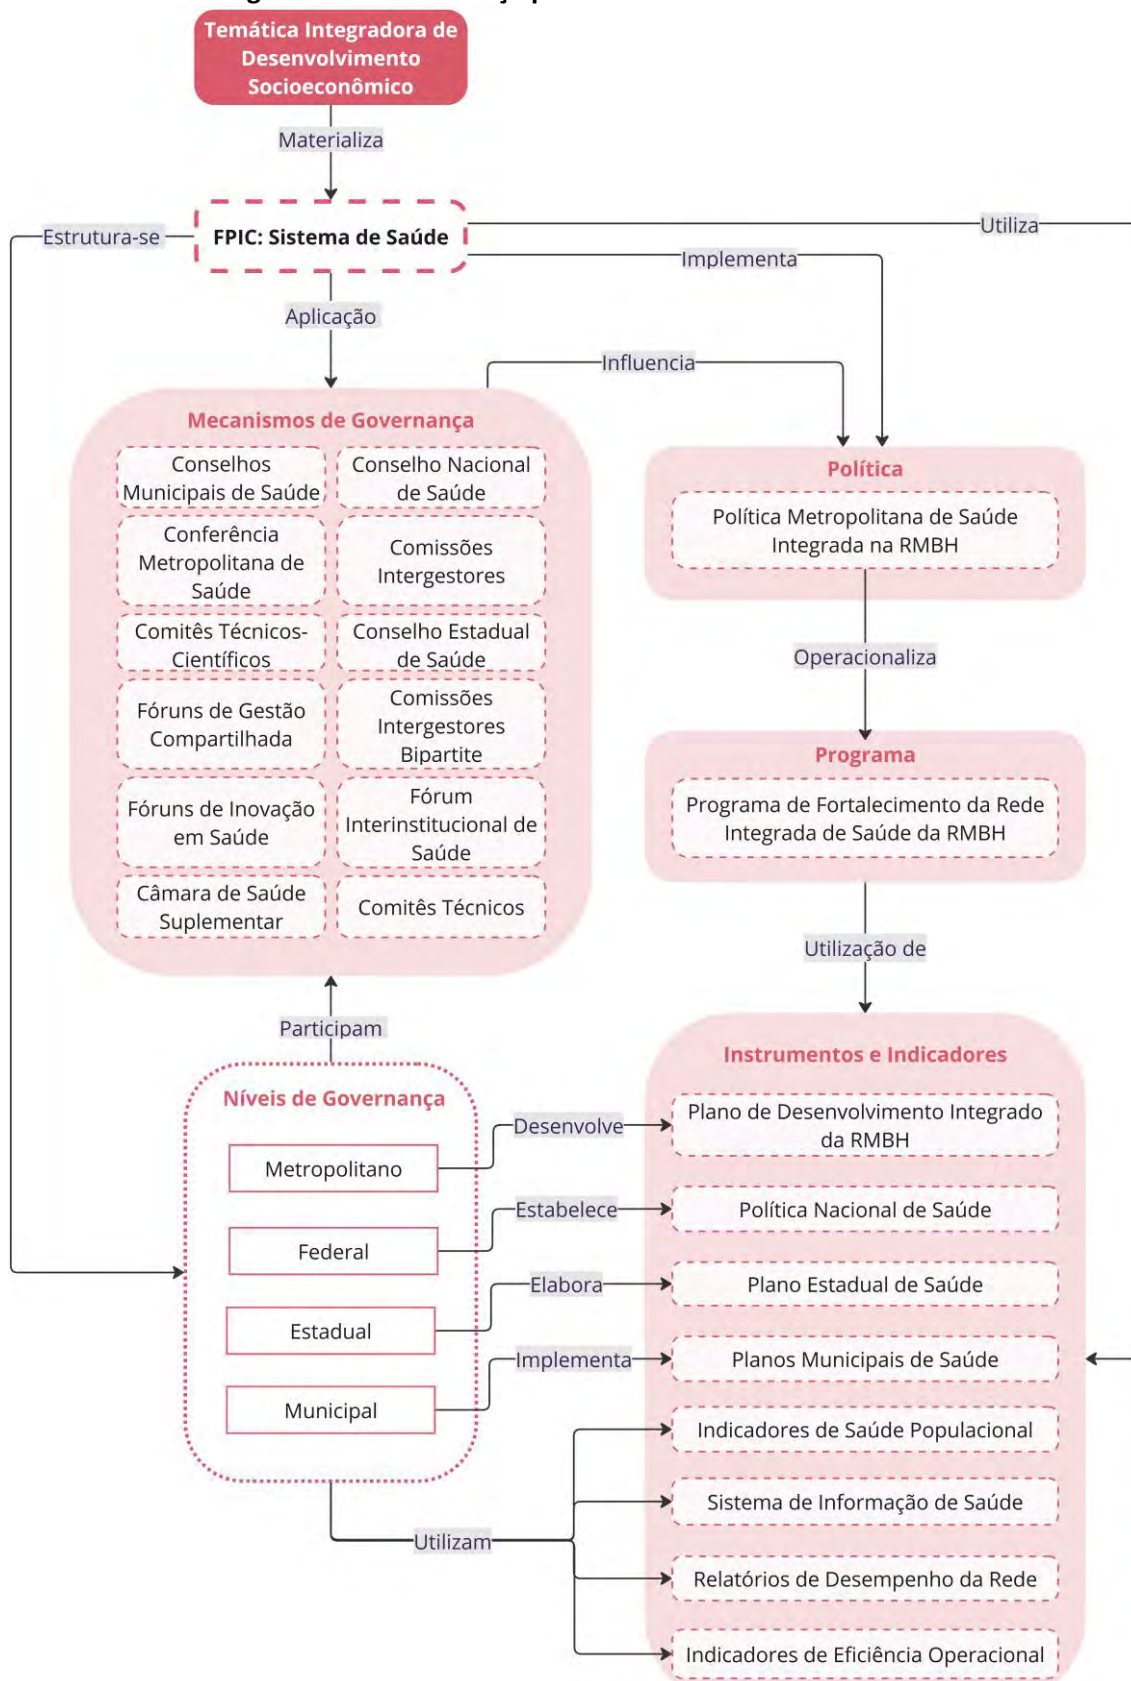 Temática Integradora de
Desenvolvimento
Socioeconômico
Materializa
FPIC: Sistema de Saúde
Estrutura-se
Utiliza
Implementa
Aplicação
Influencia
Mecanismos de Governança
Conselhos
Municipais de Saúde
Conselho Nacional
de Saúde
Conferência
Metropolitana de
Saúde
Comissões
Intergestores
Comitês Técnicos-
Científicos
Conselho Estadual
de Saúde
Fóruns de Gestão
Compartilhada
Comissões
Intergestores
Bipartite
Fóruns de Inovação
em Saúde
Fórum
Interinstitucional de
Saúde
Câmara de Saúde
Suplementar
Comitês Técnicos
Política
Política Metropolitana de Saúde
Integrada na RMBH
Operacionaliza
Programa
Programa de Fortalecimento da Rede
Integrada de Saúde da RMBH
Utilização de
Participam
Níveis de Governança
Metropolitano
Federal
Estadual
Municipal
Desenvolve
Estabelece
Elabora
Implementa
Utilizam
Instrumentos e Indicadores
Plano de Desenvolvimento Integrado
da RMBH
Política Nacional de Saúde
Plano Estadual de Saúde
Planos Municipais de Saúde
Indicadores de Saúde Populacional
Sistema de Informação de Saúde
Relatórios de Desempenho da Rede
Indicadores de Eficiência Operacional